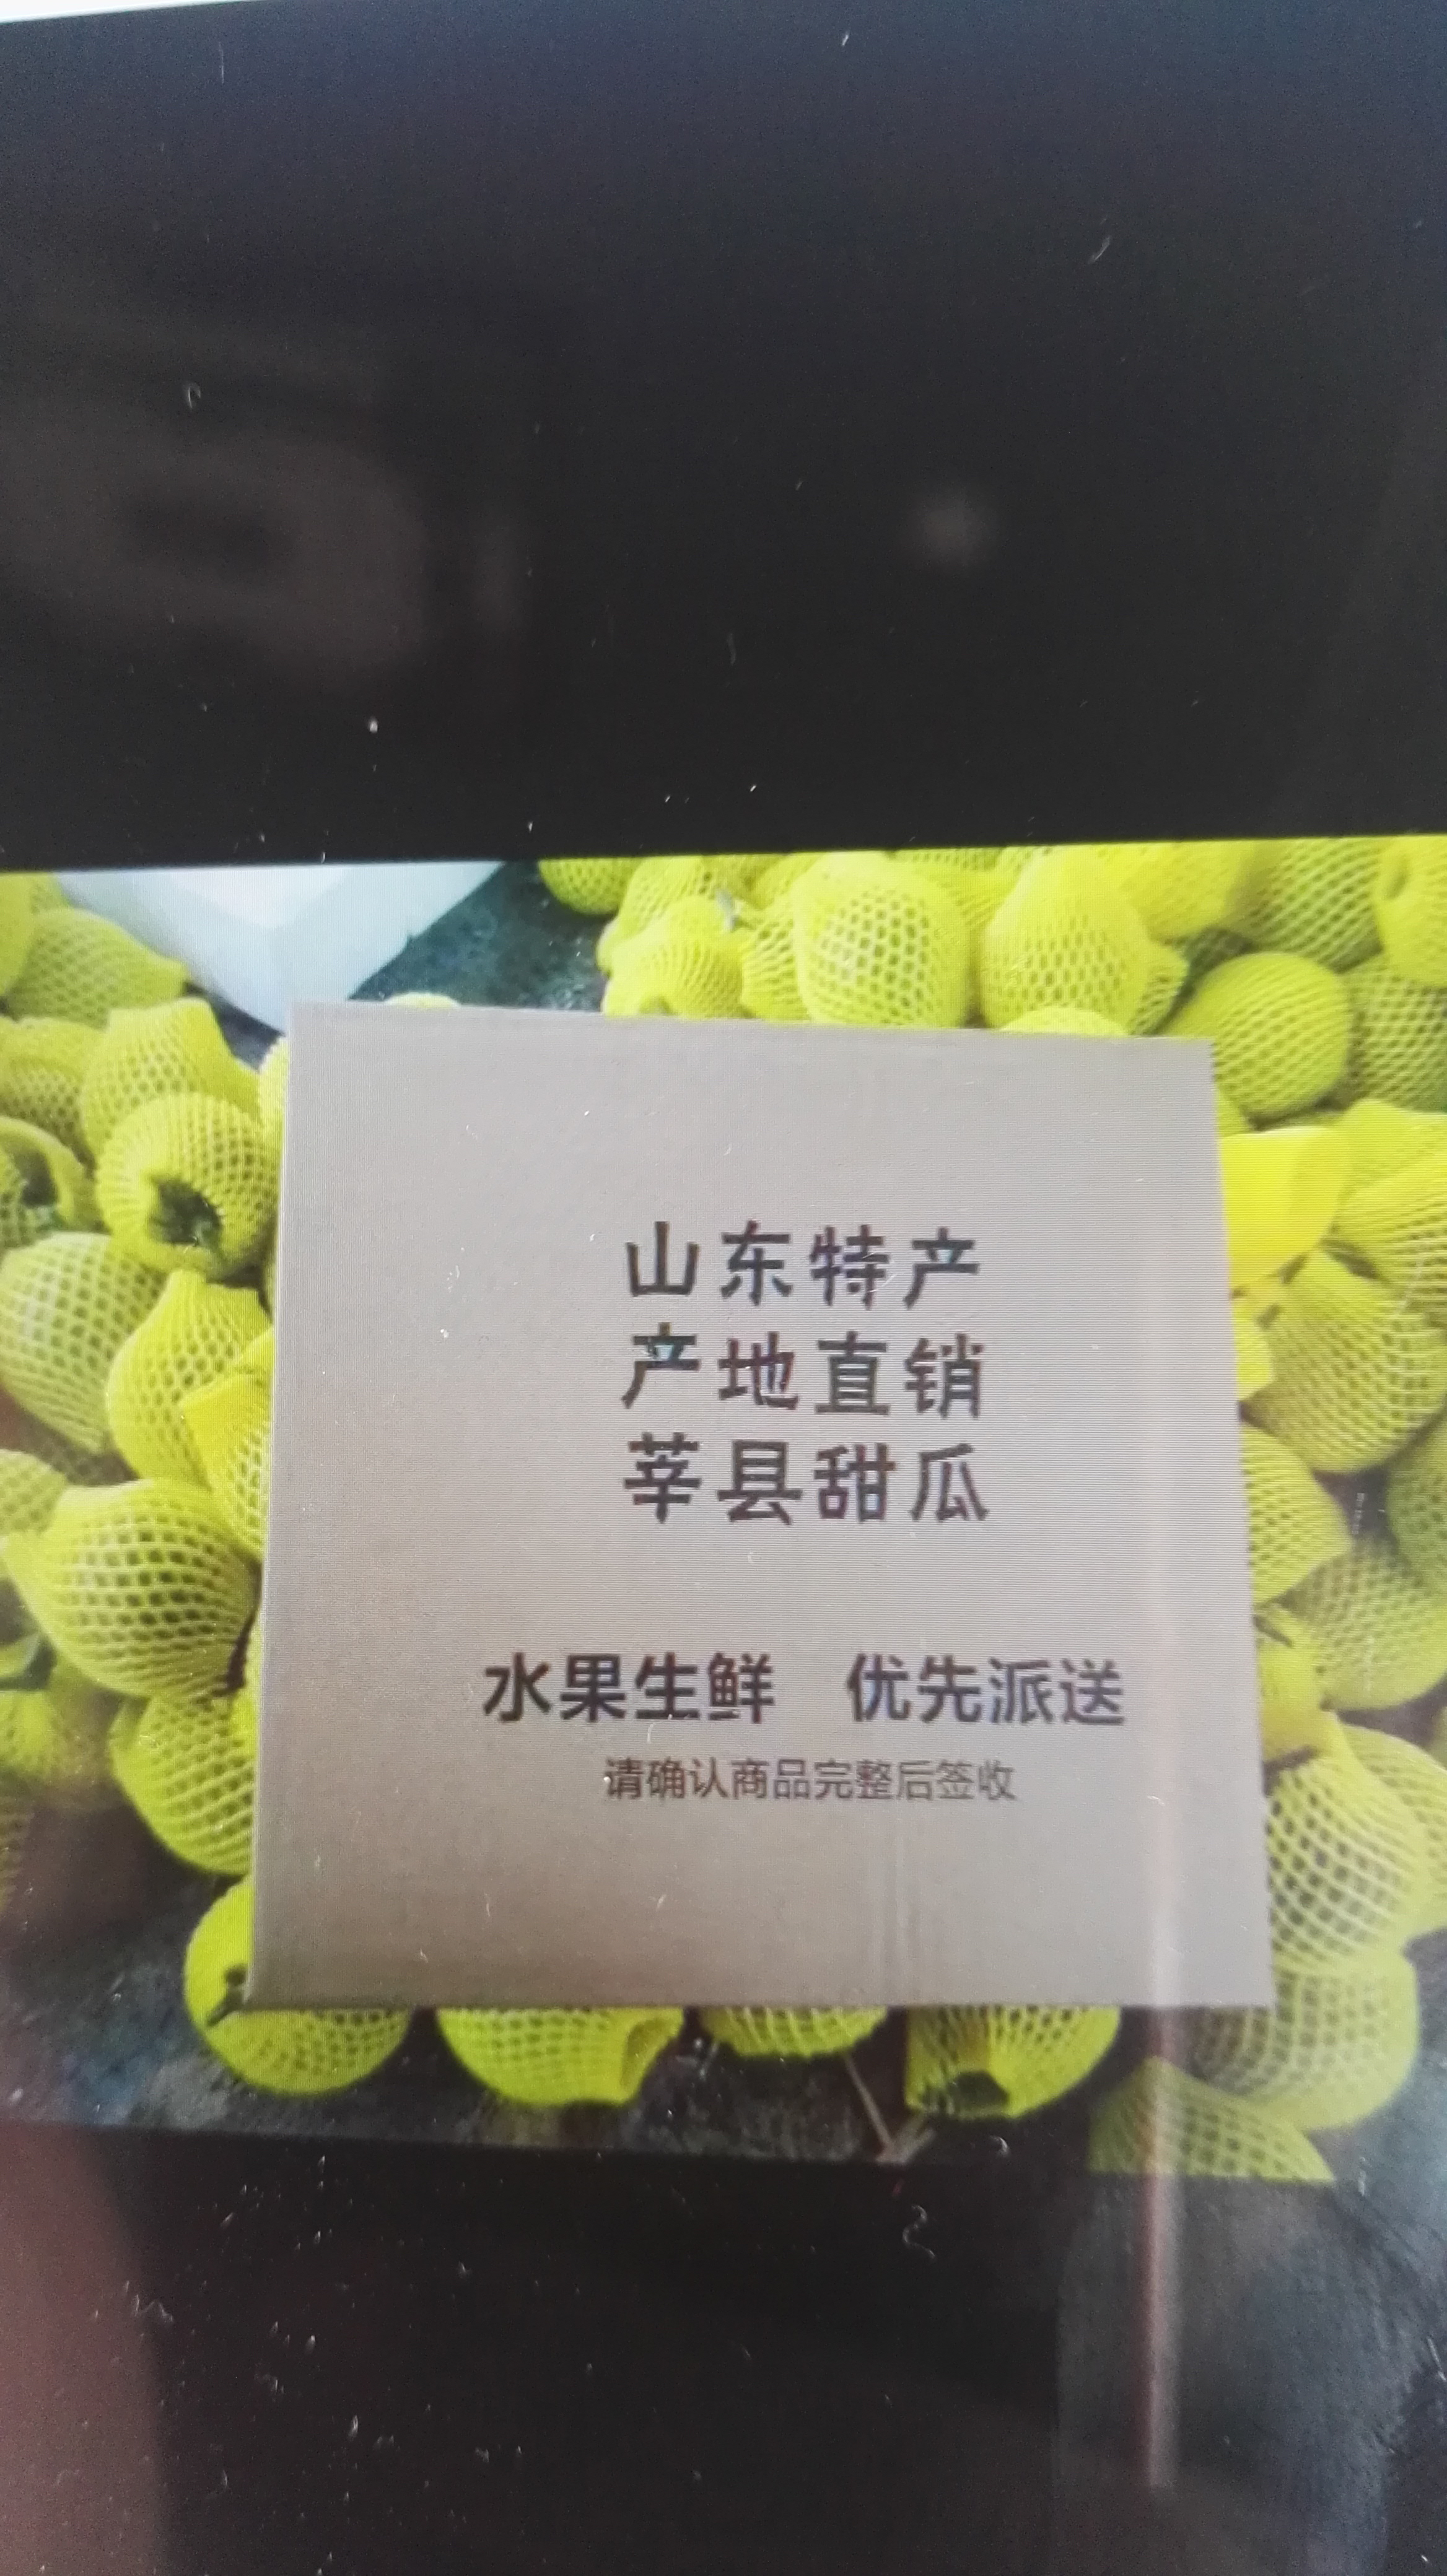 山东特产
产地直销
莘县甜瓜
水果生鲜 优先派送
请确认商品完整后签收